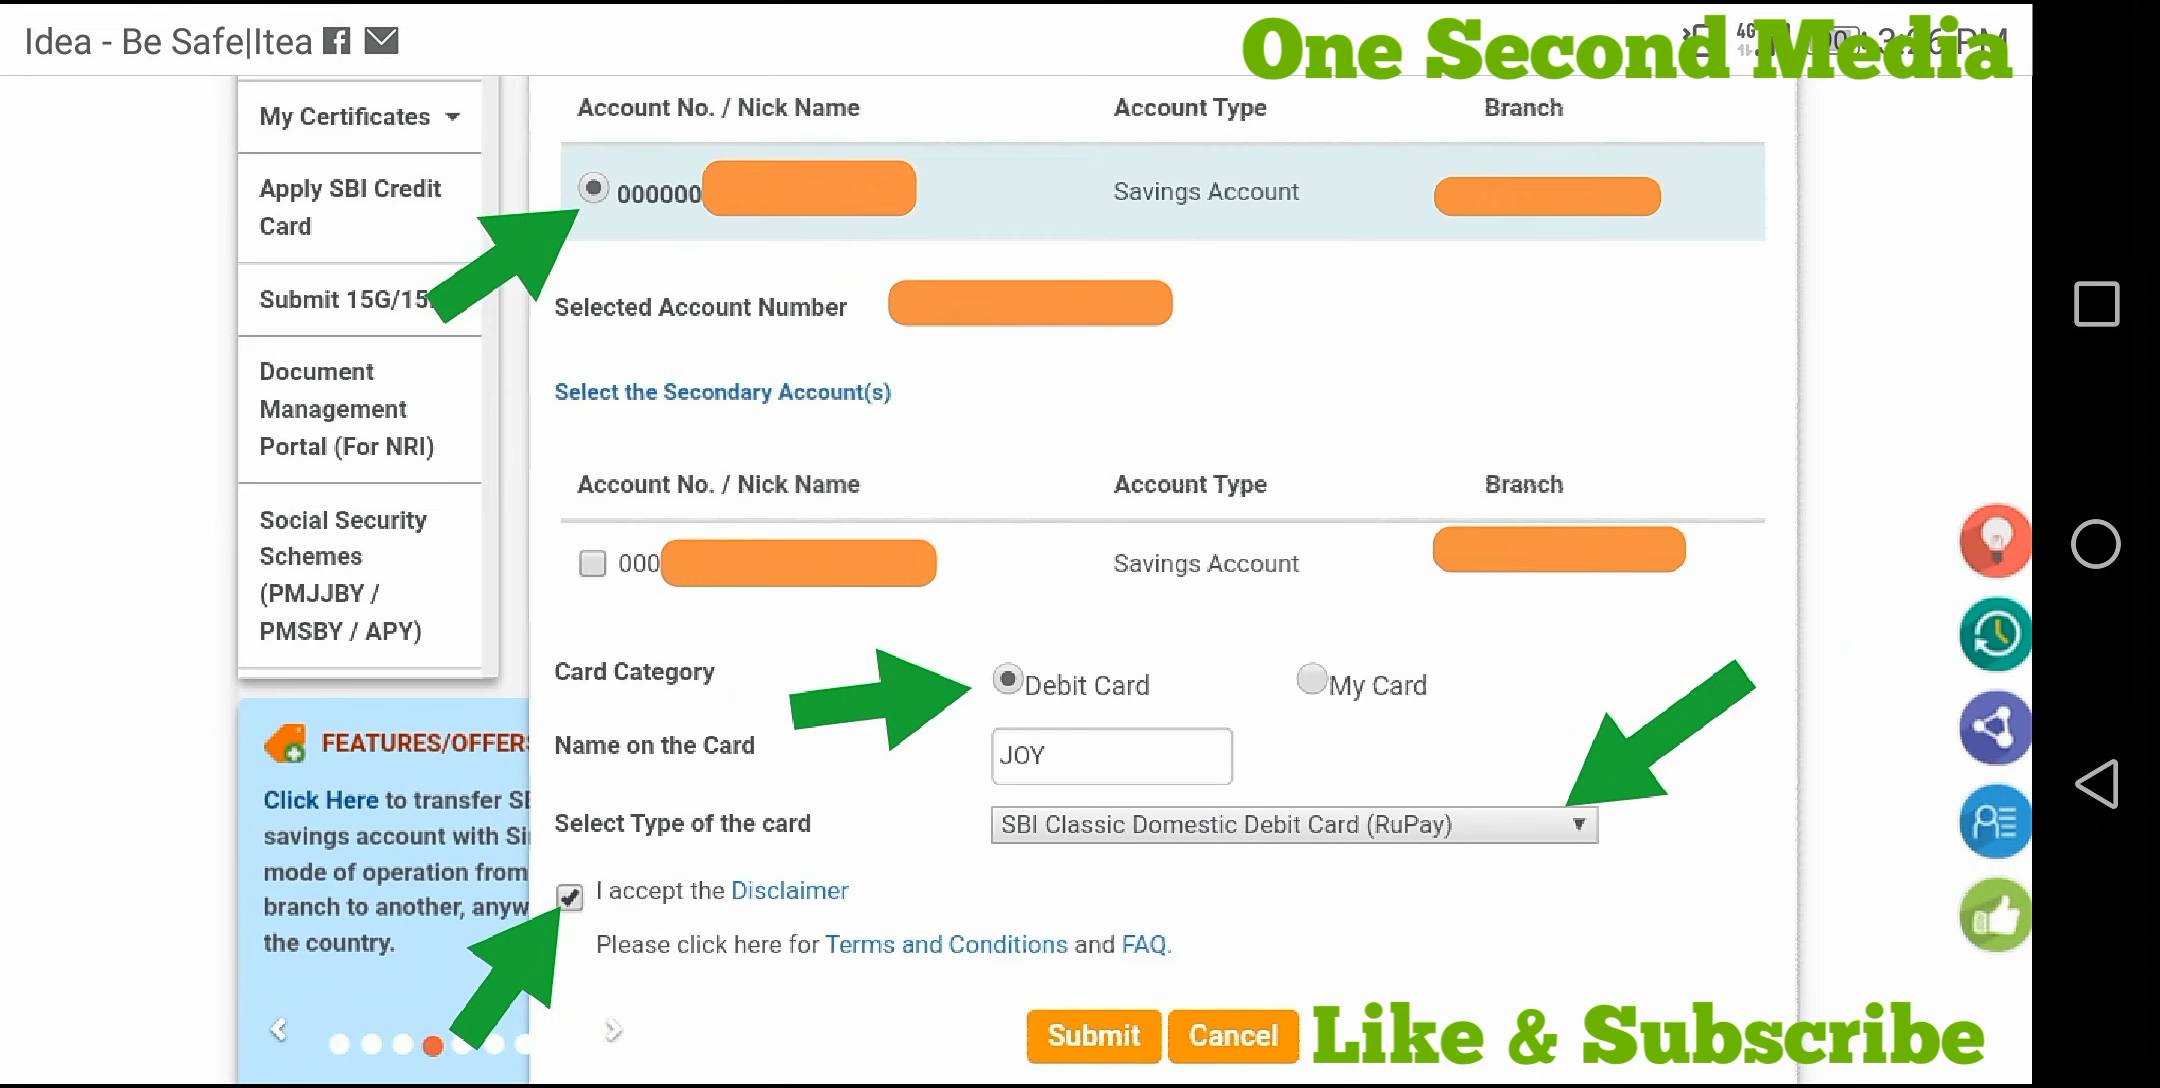 Idea - Be Safe|Itea
One Second Media
My Certificates
Apply SBI Credit
Card
Submit 15G/15
Document
Management
Portal (For NRI)
Social Security
Schemes
(PMJJBY /
PMSBY / APY)
FEATURES/OFFERS
Click Here to transfer SB
savings account with Sin
mode of operation from
branch to another, anyw
the country.
Account No. / Nick Name Account Type Branch
000000 Savings Account
Selected Account Number
Select the Secondary Account(s)
Account No. / Nick Name Account Type Branch
000 Savings Account
Card Category Debit Card My Card
Name on the Card JOY
Select Type of the card SBI Classic Domestic Debit Card (RuPay)
I accept the Disclaimer
Please click here for Terms and Conditions and FAQ.
Submit Cancel
Like & Subscribe